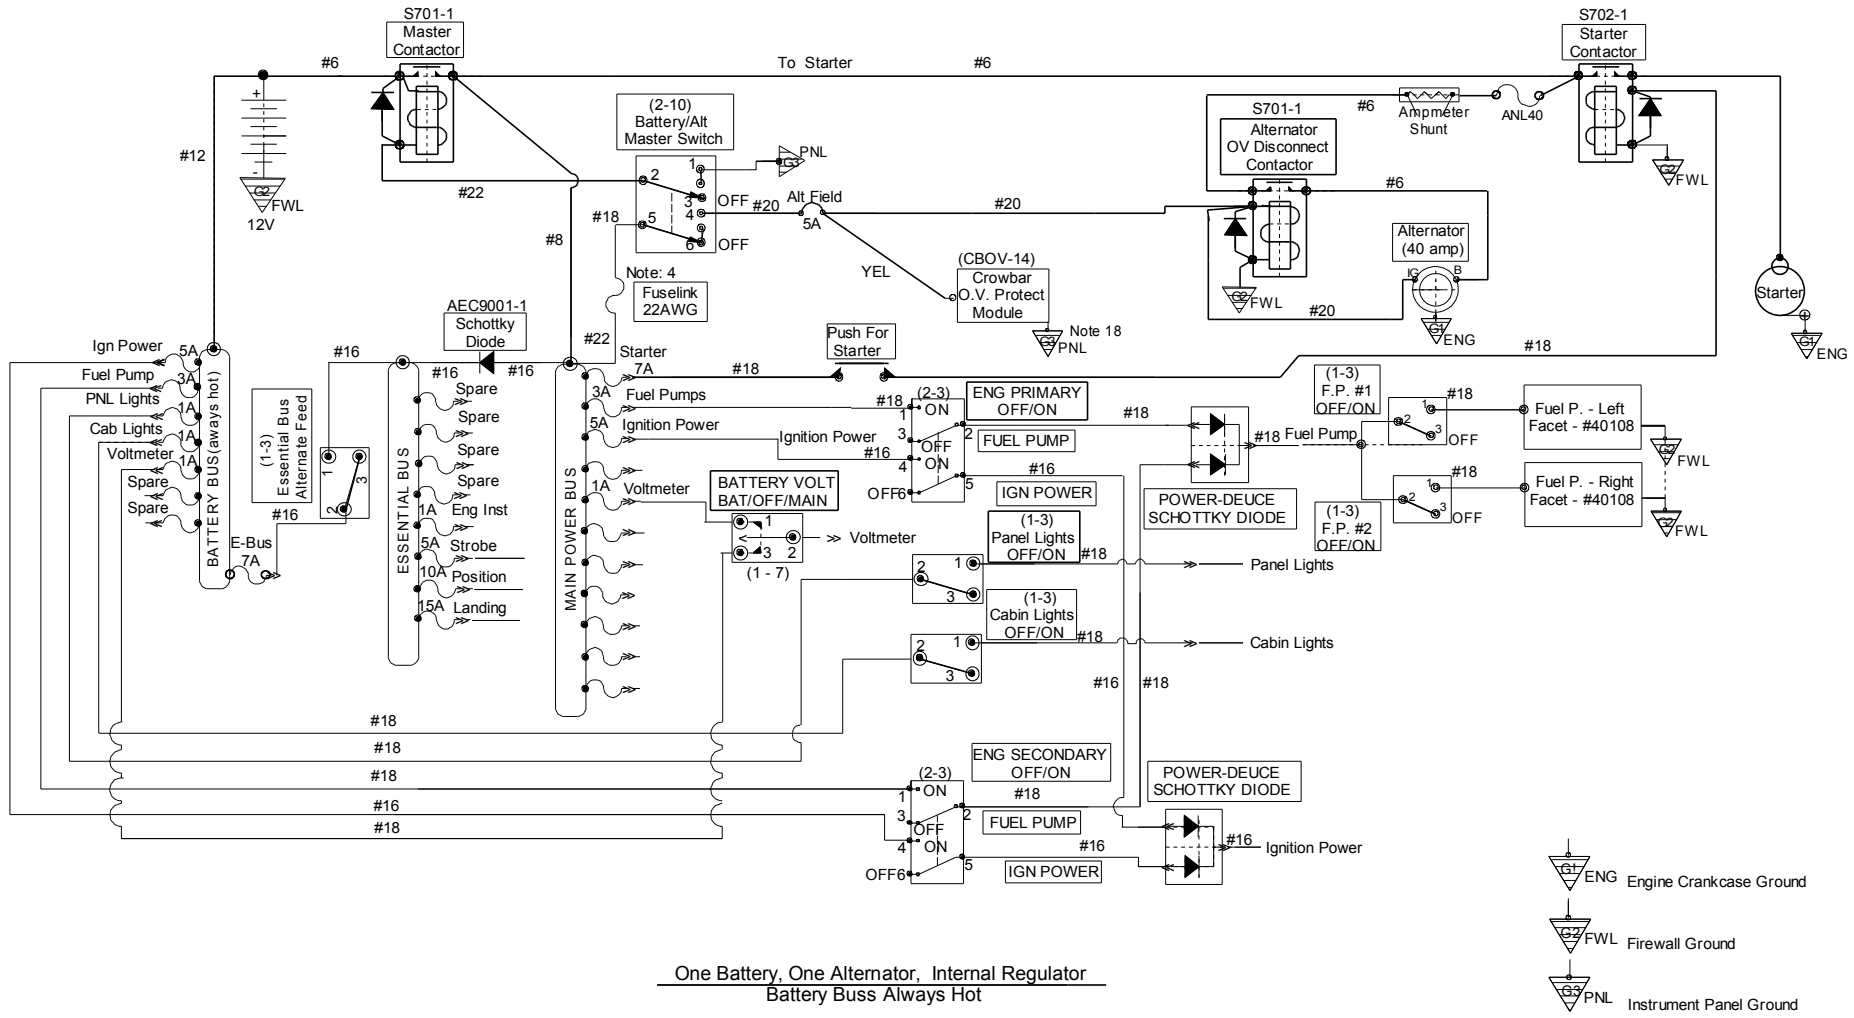 S701-1
Master
Contactor
S702-1
Starter
Contactor
#6
To Starter
#6
+
-
G2
FWL
12V
#12
#22
(2-10)
Battery/Alt
Master Switch
1
2
3
OFF
4
5
6
OFF
G3
PNL
#18
#20
Alt Field
5A
#20
YEL
(CBOV-14)
Crowbar
O.V. Protect
Module
G3
PNL
Note 18
S701-1
Alternator
OV Disconnect
Contactor
#6
Ampmeter
Shunt
ANL40
G2
FWL
#6
Alternator
(40 amp)
IG
B
G1
ENG
G2
FWL
#20
Starter
G1
ENG
#8
Note: 4
Fuselink
22AWG
#22
AEC9001-1
Schottky
Diode
#16
#16
#16
Ign Power
5A
Fuel Pump
3A
PNL Lights
1A
Cab Lights
1A
Voltmeter
1A
Spare
Spare
BATTERY BUS(aways hot)
E-Bus
7A
#16
(1-3)
Essential Bus
Alternate Feed
1
3
2
ESSENTIAL BUS
Spare
Spare
Spare
Spare
1A
Eng Inst
5A
Strobe
10A
Position
15A
Landing
MAIN POWER BUS
Starter
7A
#18
Push For
Starter
#18
3A
Fuel Pumps
#18
5A
Ignition Power
Ignition Power
#16
1A
Voltmeter
BATTERY VOLT
BAT/OFF/MAIN
1
3
2
Voltmeter
(1 - 7)
(2-3)
1
ON
2
3
OFF
4
ON
5
OFF6
ENG PRIMARY
OFF/ON
FUEL PUMP
#18
#16
IGN POWER
POWER-DEUCE
SCHOTTKY DIODE
#18
Fuel Pump
(1-3)
F.P. #1
OFF/ON
#18
1
2
3
OFF
Fuel P. - Left
Facet - #40108
G2
FWL
(1-3)
F.P. #2
OFF/ON
#18
1
2
3
OFF
Fuel P. - Right
Facet - #40108
G2
FWL
(1-3)
Panel Lights
OFF/ON
#18
1
2
3
Panel Lights
(1-3)
Cabin Lights
OFF/ON
#18
1
2
3
Cabin Lights
#16
#18
#18
#18
#18
#16
#18
(2-3)
1
ON
2
3
OFF
4
ON
5
OFF6
ENG SECONDARY
OFF/ON
#18
FUEL PUMP
#16
IGN POWER
POWER-DEUCE
SCHOTTKY DIODE
#16
Ignition Power
G1
ENG
Engine Crankcase Ground
G2
FWL
Firewall Ground
G3
PNL
Instrument Panel Ground
One Battery, One Alternator, Internal Regulator
Battery Buss Always Hot